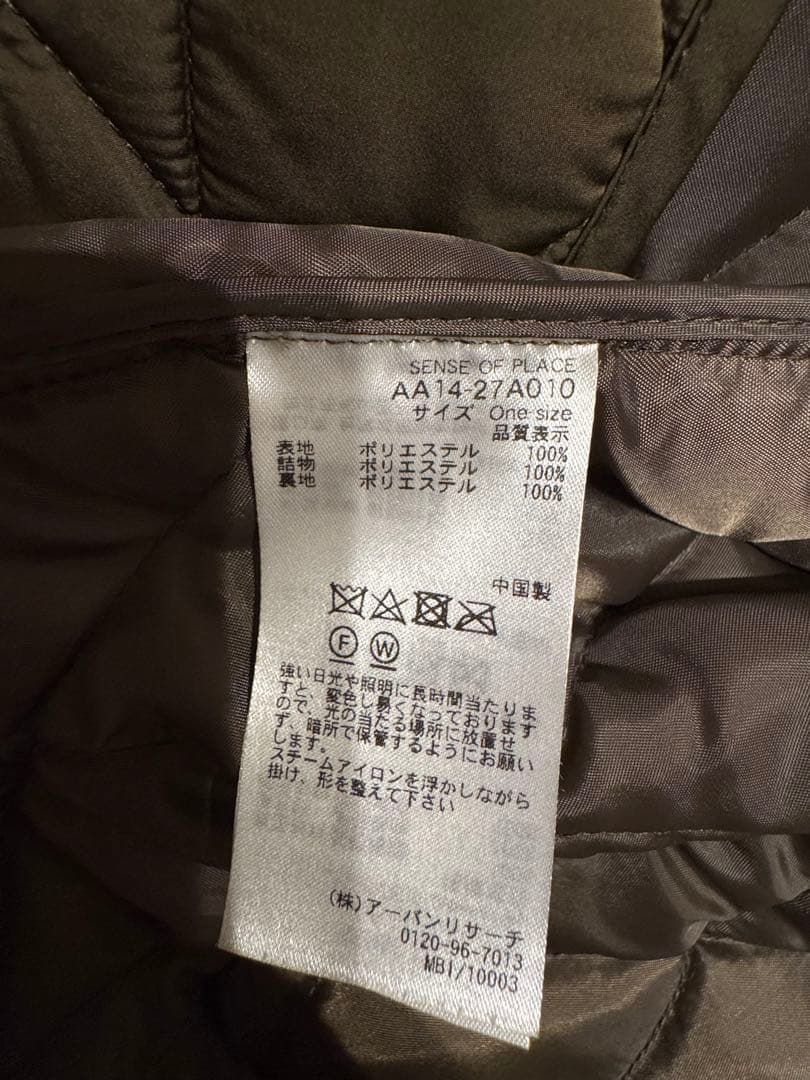 SENSE OF PLACE
AA14-27A010
サイズ One size
品質表示
表地 ポリエステル 100%
詰物 ポリエステル 100%
裏地 ポリエステル 100%
中国製
F W
強い日光や照明に長時間当たりま
すと、変色し易くなっております
ので、光の当たる場所に放置せ
ず、暗所で保管するようにお願い
します。
スチームアイロンを浮かしながら
掛け、形を整えて下さい
(株)アーバンリサーチ
0120-96-7013
MBI/10003